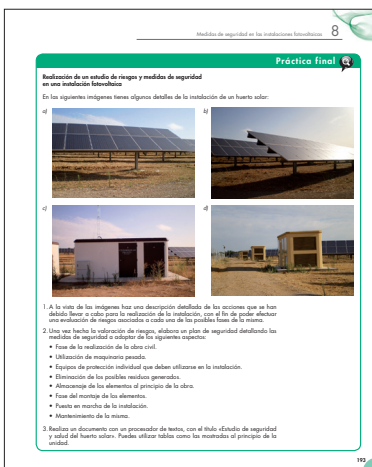 Medidas de seguridad en las instalaciones fotovoltaicas 8
Práctica final
Realización de un estudio de riesgos y medidas de seguridad
en una instalación fotovoltaica
En las siguientes imágenes tienes algunos detalles de la instalación de un huerto solar:
a)
b)
c)
d)
1. A la vista de las imágenes haz una descripción detallada de las acciones que se han
debido llevar a cabo para la realización de la instalación, con el fin de poder efectuar
una evaluación de riesgos asociados a cada una de las posibles fases de la misma.
2. Una vez hecha la valoración de riesgos, elabora un plan de seguridad detallando las
medidas de seguridad a adoptar de los siguientes aspectos:
• Fase de la realización de la obra civil.
• Utilización de maquinaria pesada.
• Equipos de protección individual que deben utilizarse en la instalación.
• Eliminación de los posibles residuos generados.
• Almacenaje de los elementos al principio de la obra.
• Fase del montaje de los elementos.
• Puesta en marcha de la instalación.
• Mantenimiento de la misma.
3. Realiza un documento con un procesador de textos, con el título «Estudio de seguridad
y salud del huerto solar». Puedes utilizar tablas como las mostradas al principio de la
unidad.
193